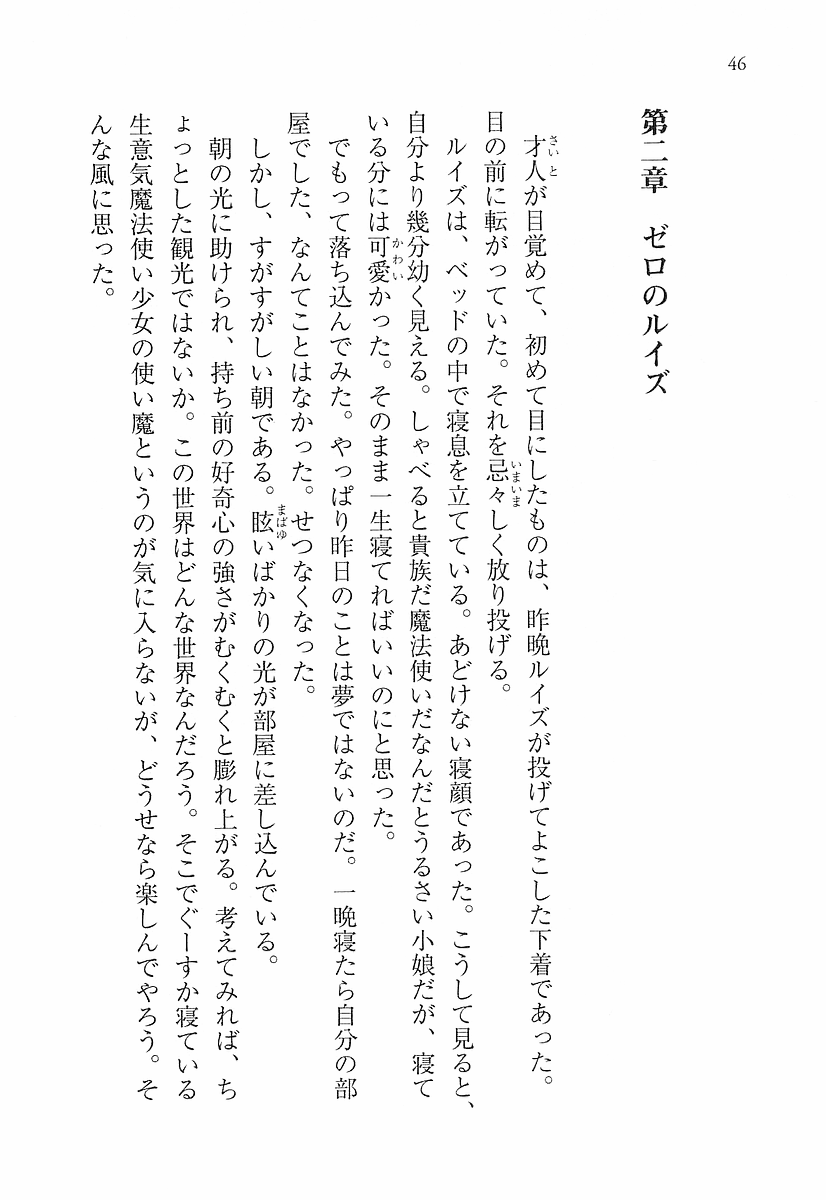 46
第二章　ゼロのルイズ
才人が目覚めて、初めて目にしたものは、昨晩ルイズが投げてよこした下着であった。
目の前に転がっていた。それを忌々しく放り投げる。
ルイズは、ベッドの中で寝息を立てている。あどけない寝顔であった。こうして見ると、
自分より幾分幼く見える。しゃべると貴族だ魔法使いだなんだとうるさい小娘だが、寝て
いる分には可愛かった。そのまま一生寝てればいいのにと思った。
でもって落ち込んでみた。やっぱり昨日のことは夢ではないのだ。一晩寝たら自分の部
屋でした、なんてことはなかった。せつなくなった。
しかし、すがすがしい朝である。眩いばかりの光が部屋に差し込んでいる。
朝の光に助けられ、持ち前の好奇心の強さがむくむくと膨れ上がる。考えてみれば、ち
ょっとした観光ではないか。この世界はどんな世界なんだろう。そこでぐーすか寝ている
生意気魔法使い少女の使い魔というのが気に入らないが、どうせなら楽しんでやろう。そ
んな風に思った。